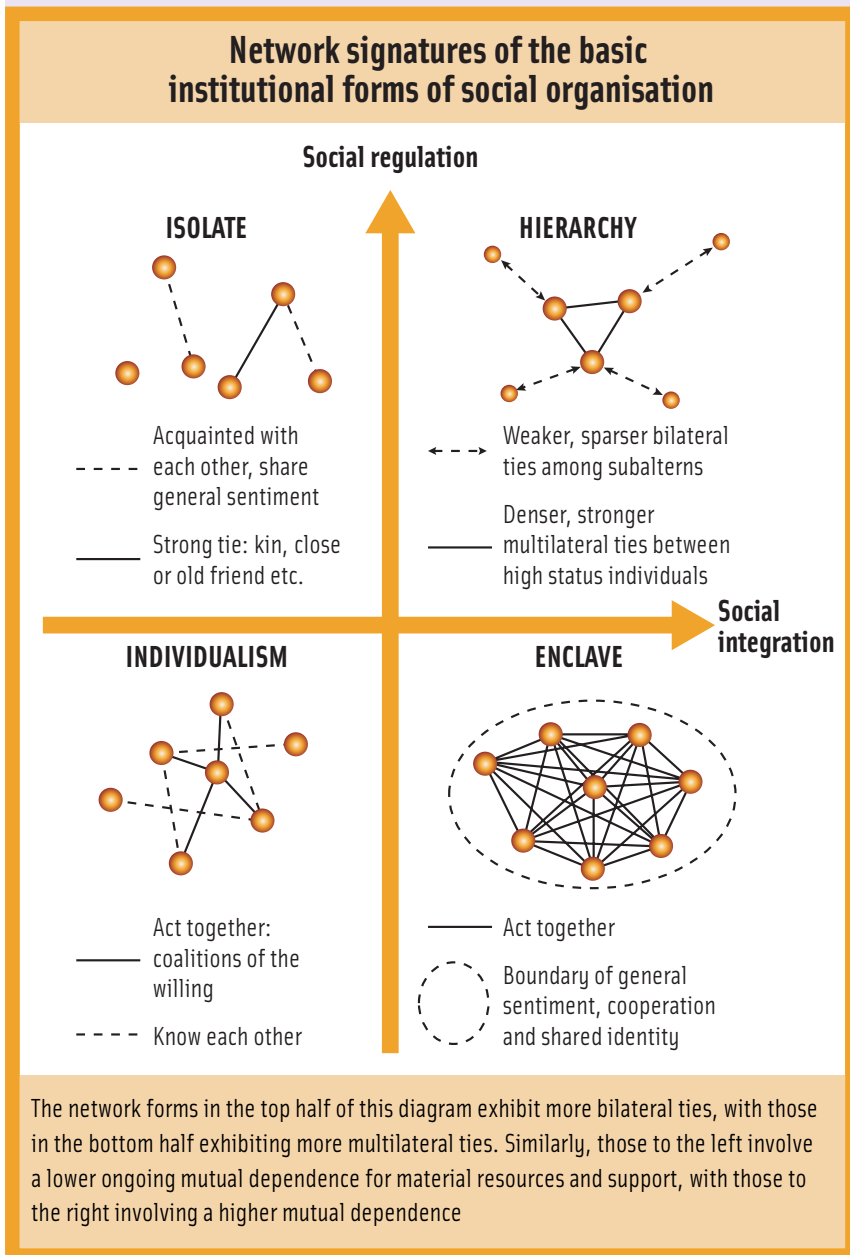 Network signatures of the basic
institutional forms of social organisation
Social regulation
ISOLATE
Acquainted with
each other, share
general sentiment
Strong tie: kin, close
or old friend etc.
HIERARCHY
Weaker, sparser bilateral
ties among subalterns
Denser, stronger
multilateral ties between
high status individuals
Social
integration
INDIVIDUALISM
Act together:
coalitions of the
willing
Know each other
ENCLAVE
Act together
Boundary of general
sentiment, cooperation
and shared identity
The network forms in the top half of this diagram exhibit more bilateral ties, with those
in the bottom half exhibiting more multilateral ties. Similarly, those to the left involve
a lower ongoing mutual dependence for material resources and support, with those to
the right involving a higher mutual dependence